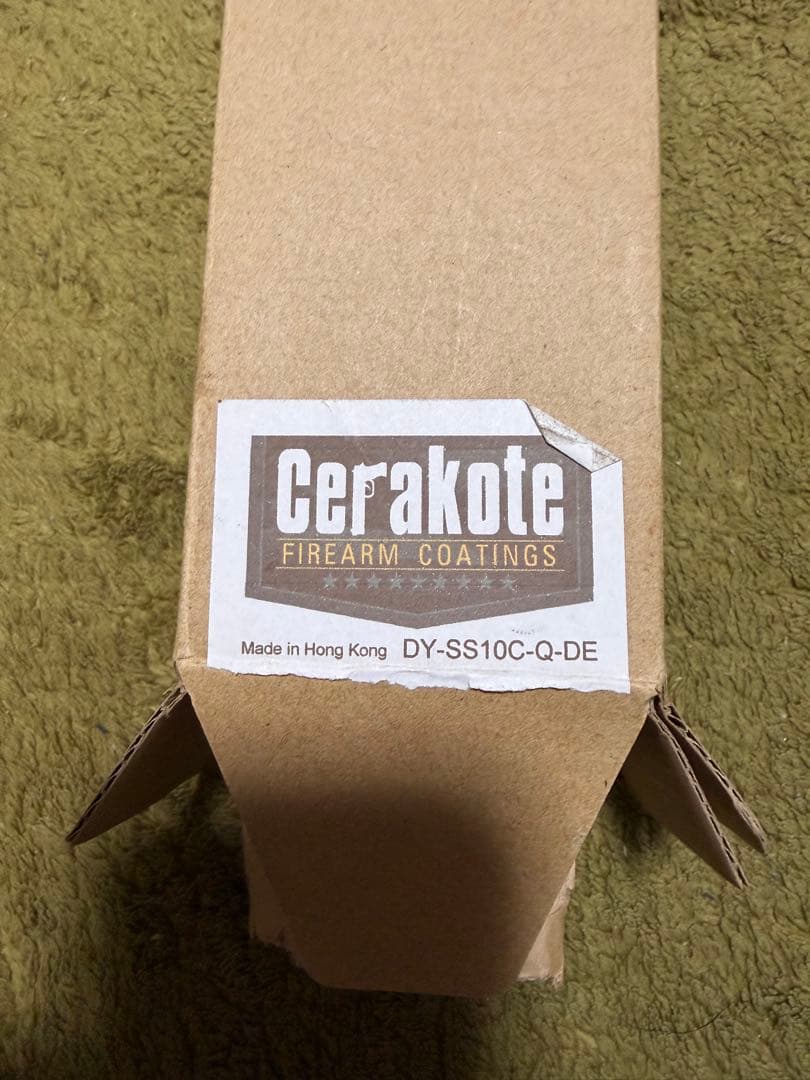 Cerakote
FIREARM COATINGS
Made in Hong Kong DY-SS10C-Q-DE